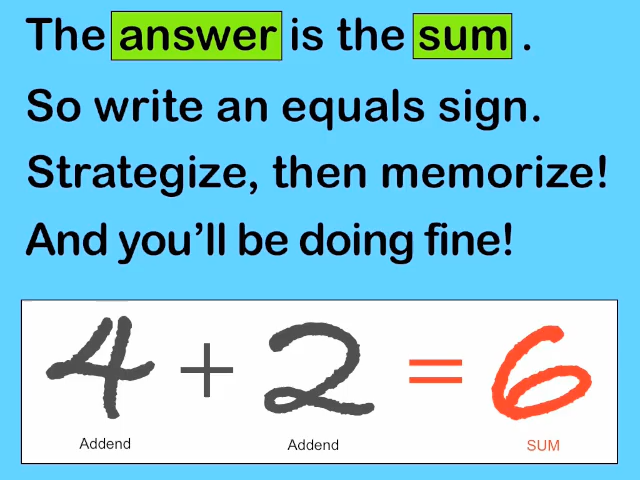 The answer is the sum .
So write an equals sign.
Strategize, then memorize!
And you'll be doing fine!
4 + 2 = 6
Addend Addend SUM